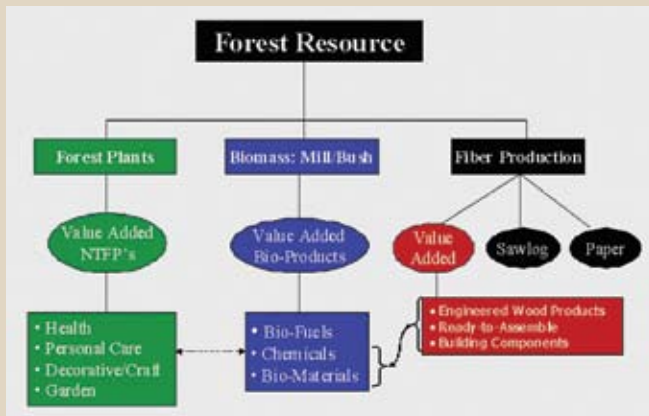 Forest Resource
Forest Plants
Biomass: Mill/Bush
Fiber Production
Value Added
NTFP's
Value Added
Bio-Products
Value
Added
Sawlog
Paper
• Health
• Personal Care
• Decorative/Craft
• Garden
• Bio-Fuels
• Chemicals
• Bio-Materials
• Engineered Wood Products
• Ready-to-Assemble
• Building Components